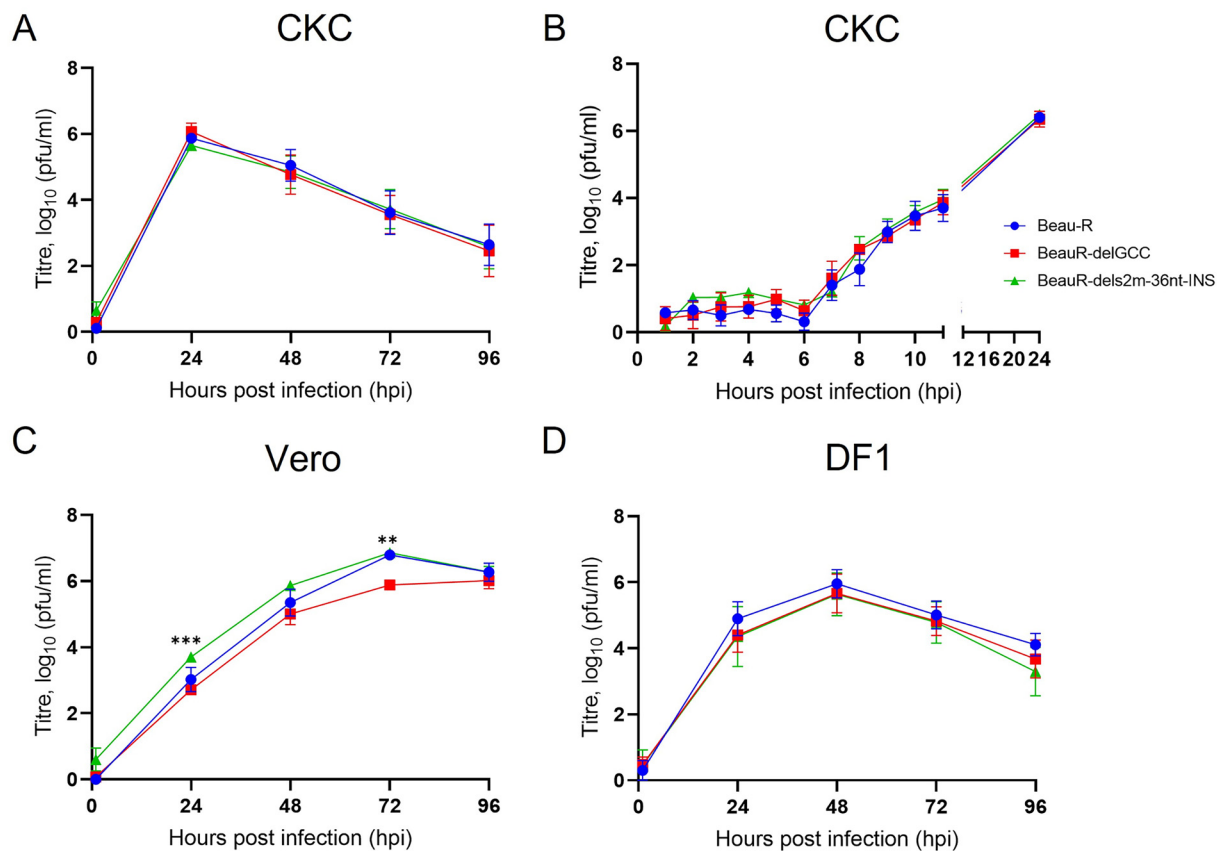 A
CKC
Titre, log10 (pfu/ml)
8
6
4
2
0
0 24 48 72 96
Hours post infection (hpi)
B
CKC
Titre, log10 (pfu/ml)
8
6
4
2
0
0 2 4 6 8 10 12 16 20 24
Hours post infection (hpi)
Beau-R
BeauR-delGCC
BeauR-dels2m-36nt-INS
C
Vero
Titre, log10 (pfu/ml)
8
6
4
2
0
***
**
0 24 48 72 96
Hours post infection (hpi)
D
DF1
Titre, log10 (pfu/ml)
8
6
4
2
0
0 24 48 72 96
Hours post infection (hpi)